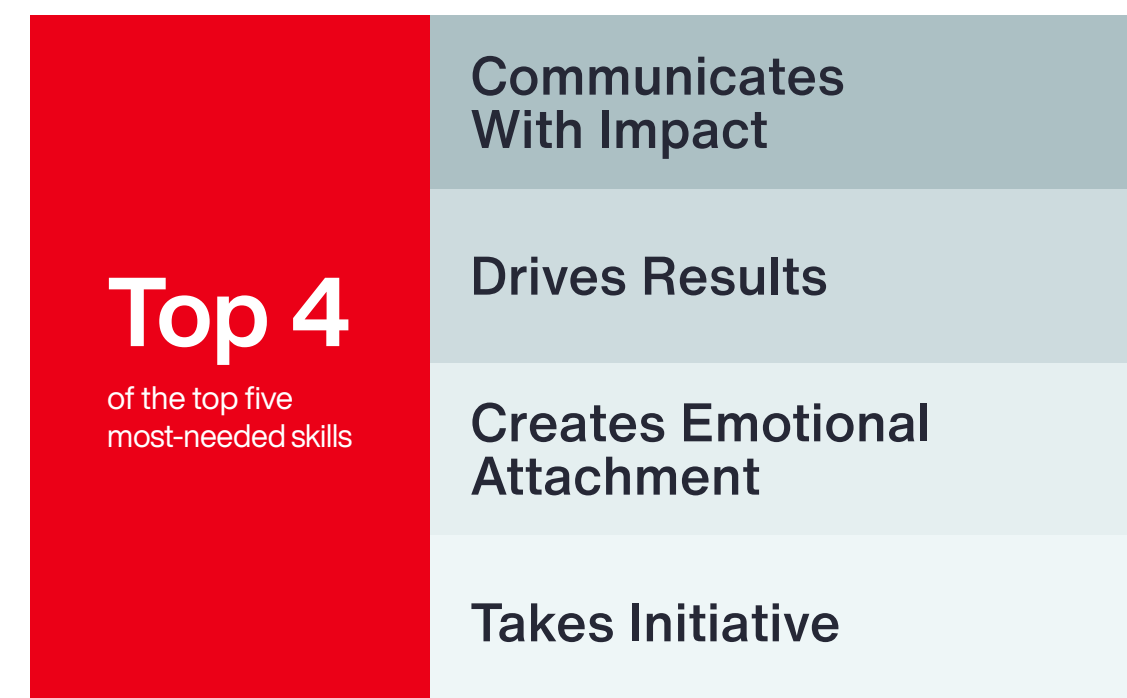 Top 4
of the top five
most-needed skills
Communicates
With Impact
Drives Results
Creates Emotional
Attachment
Takes Initiative